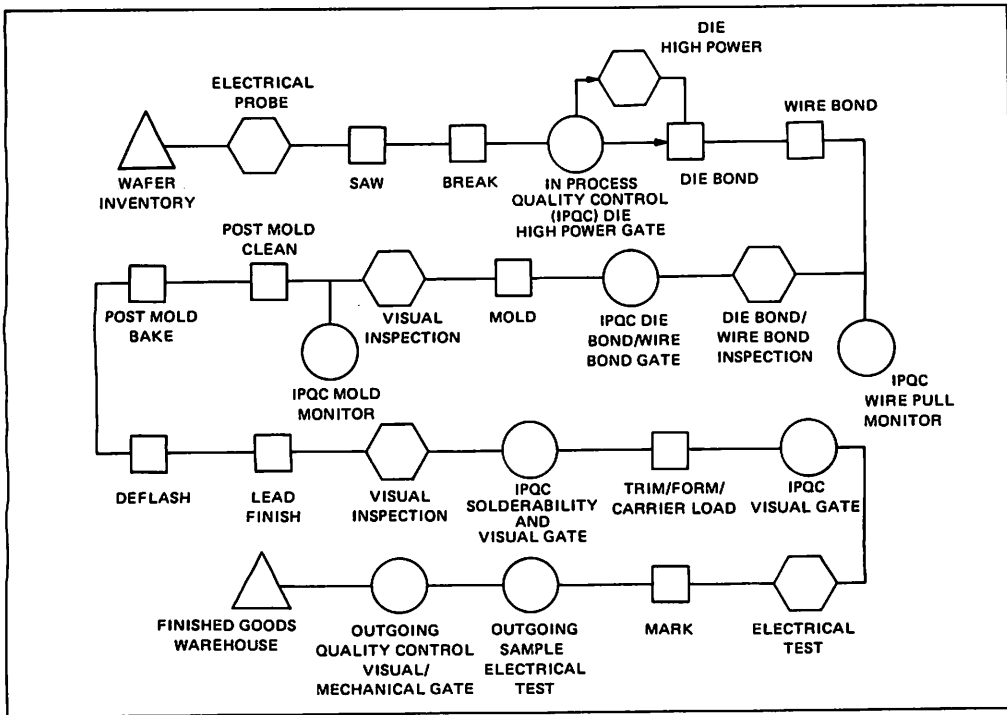 DIE
HIGH POWER
ELECTRICAL
PROBE
WIRE BOND
WAFER
INVENTORY
SAW
BREAK
IN PROCESS
QUALITY CONTROL
(IPQC) DIE
HIGH POWER GATE
DIE BOND
POST MOLD
CLEAN
POST MOLD
BAKE
VISUAL
INSPECTION
MOLD
IPQC DIE
BOND/WIRE
BOND GATE
DIE BOND/
WIRE BOND
INSPECTION
IPQC MOLD
MONITOR
IPQC
WIRE PULL
MONITOR
DEFLASH
LEAD
FINISH
VISUAL
INSPECTION
IPQC
SOLDERABILITY
AND
VISUAL GATE
TRIM/FORM/
CARRIER LOAD
IPQC
VISUAL GATE
FINISHED GOODS
WAREHOUSE
OUTGOING
QUALITY CONTROL
VISUAL/
MECHANICAL GATE
OUTGOING
SAMPLE
ELECTRICAL
TEST
MARK
ELECTRICAL
TEST